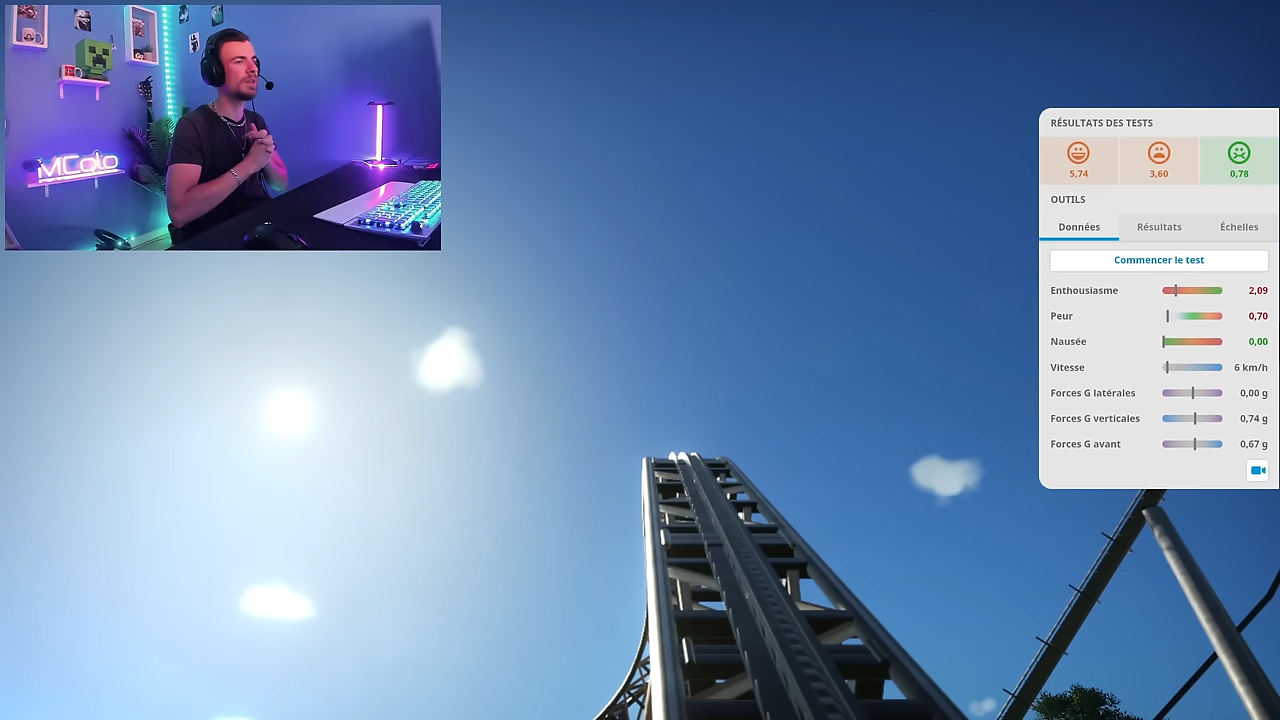 MColo
RÉSULTATS DES TESTS
5,74 3,60 0,78
OUTILS
Données Résultats Échelles
Commencer le test
Enthousiasme 2,09
Peur 0,70
Nausée 0,00
Vitesse 6 km/h
Forces G latérales 0,00 g
Forces G verticales 0,74 g
Forces G avant 0,67 g